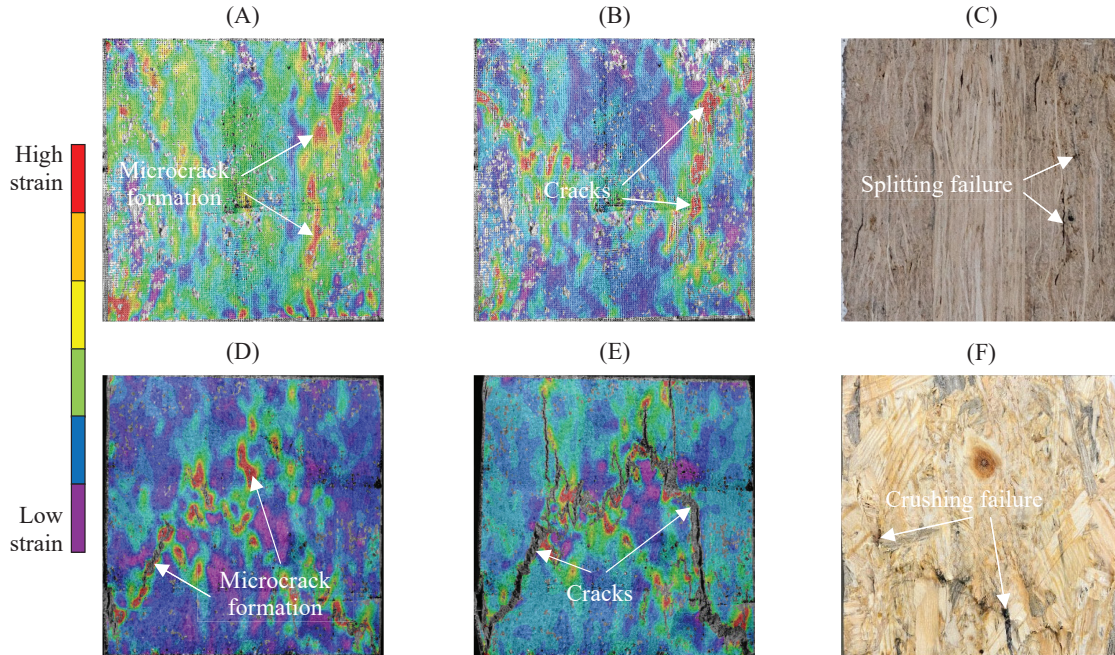 (A)
(B)
(C)
High
strain
Microcrack
formation
Cracks
Splitting failure
(D)
(E)
(F)
Low
strain
Microcrack
formation
Cracks
Crushing failure